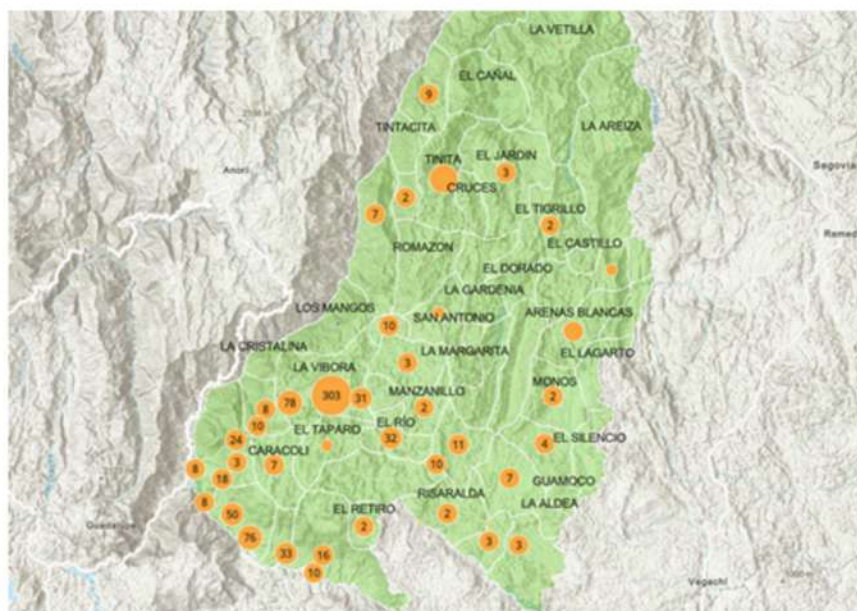 LA VETILLA
EL CAÑAL
9
TINTACITA
LA AREIZA
TINITA
EL JARDIN
3
Segovia
Anorí
CRUCES
2
7
EL TIGRILLO
2
ROMAZON
EL CASTILLO
EL DORADO
LA GARDENIA
LOS MANGOS
SAN ANTONIO
ARENAS BLANCAS
10
LA CRISTALINA
LA MARGARITA
EL LAGARTO
3
LA VIBORA
MONOS
303
31
78
MANZANILLO
2
2
8
10
EL TAPARO
EL RÍO
32
24
11
4
EL SILENCIO
CARACOLI
3
7
10
8
18
7
GUAMOCO
RISARALDA
8
LA ALDEA
50
EL RETIRO
2
2
Guadalupe
76
3
3
33
16
10
Vegachí